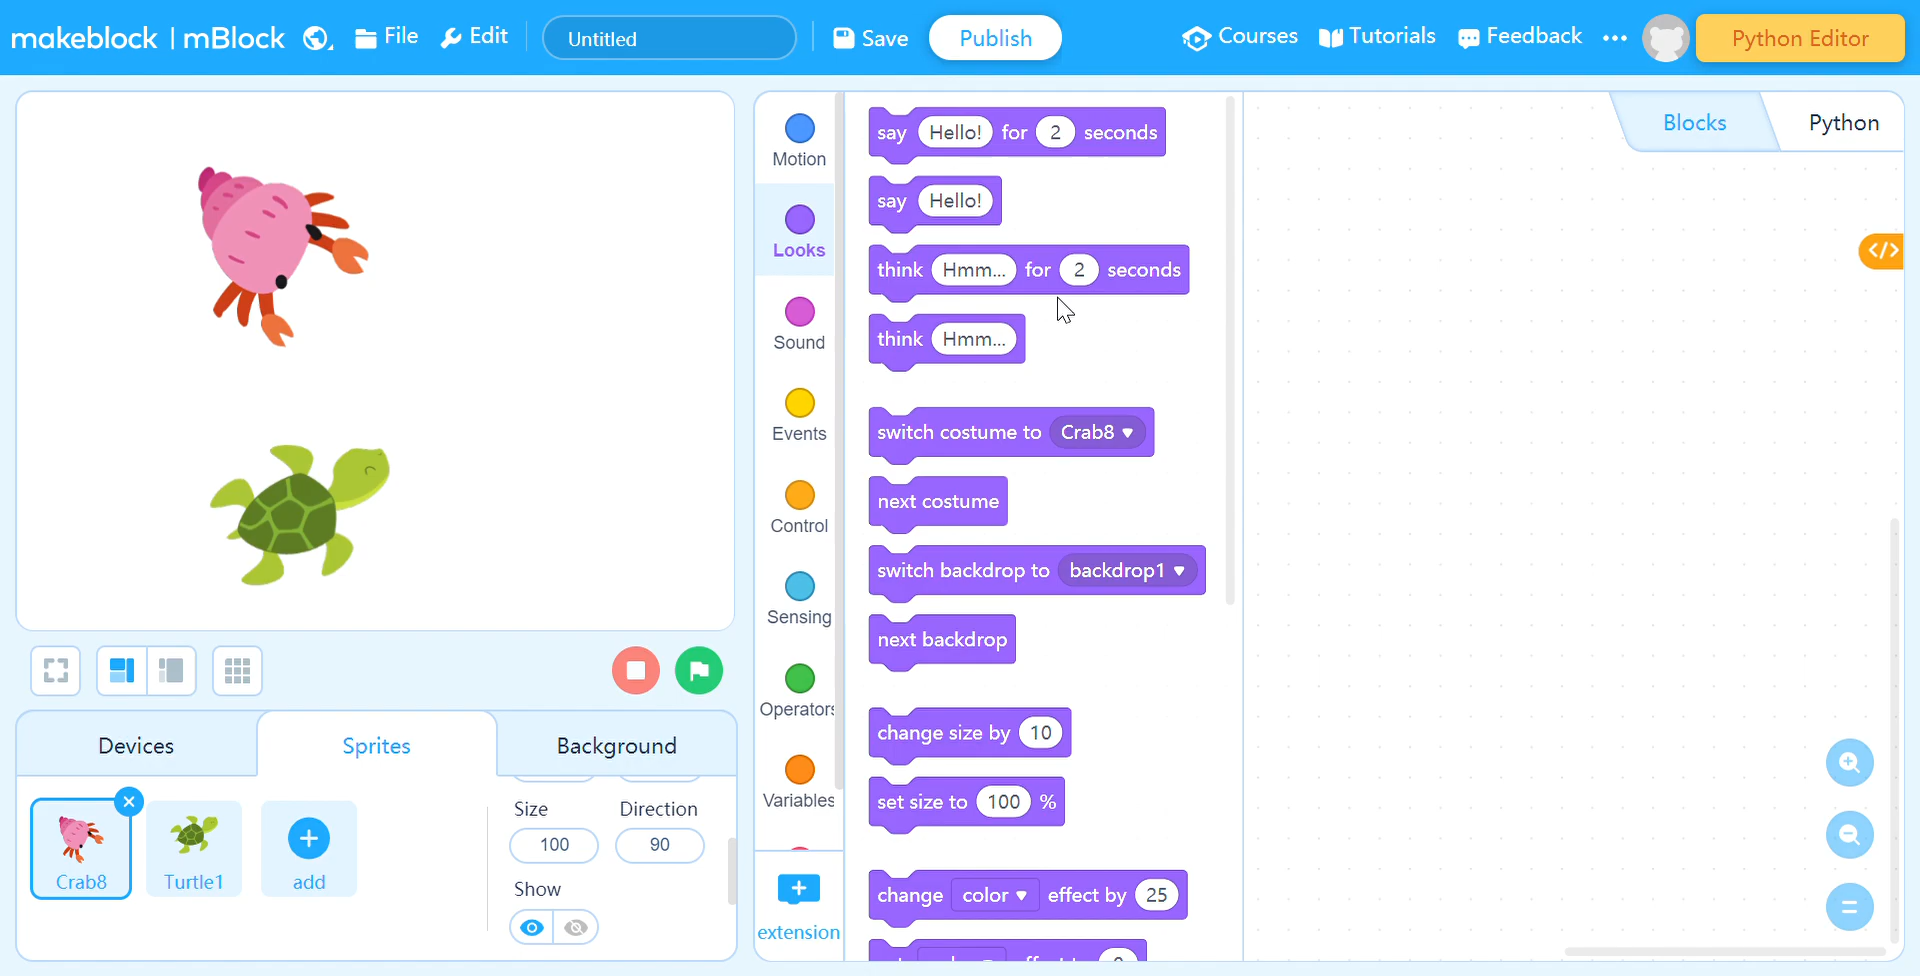 makeblock | mBlock File Edit Untitled Save Publish Courses Tutorials Feedback Python Editor
Motion
Looks
Sound
Events
Control
Sensing
Operators
Variables
extension
say Hello! for 2 seconds
say Hello!
think Hmm... for 2 seconds
think Hmm...
switch costume to Crab8
next costume
switch backdrop to backdrop1
next backdrop
change size by 10
set size to 100 %
change color effect by 25
Blocks Python
</>
Devices Sprites Background
Crab8 Turtle1 add
Size Direction
100 90
Show